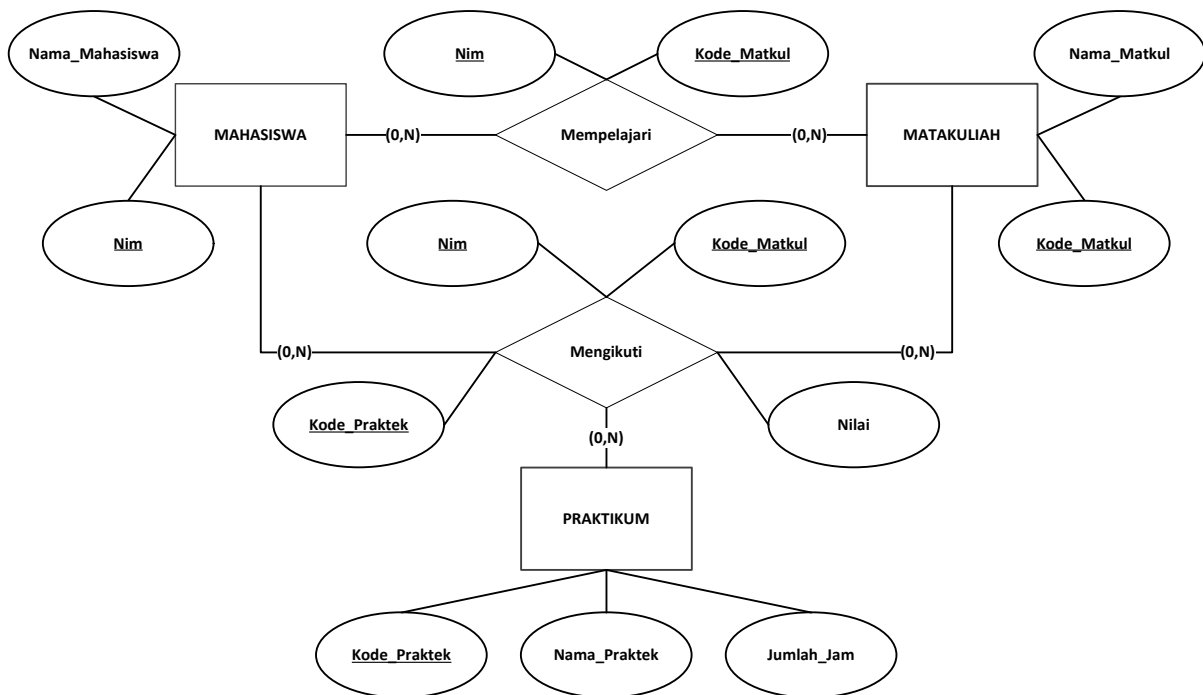 Nama_Mahasiswa
Nim
Kode_Matkul
Nama_Matkul
MAHASISWA
(0,N)
Mempelajari
(0,N)
MATAKULIAH
Nim
Nim
Kode_Matkul
Kode_Matkul
(0,N)
Mengikuti
(0,N)
Kode_Praktek
(0,N)
Nilai
PRAKTIKUM
Kode_Praktek
Nama_Praktek
Jumlah_Jam